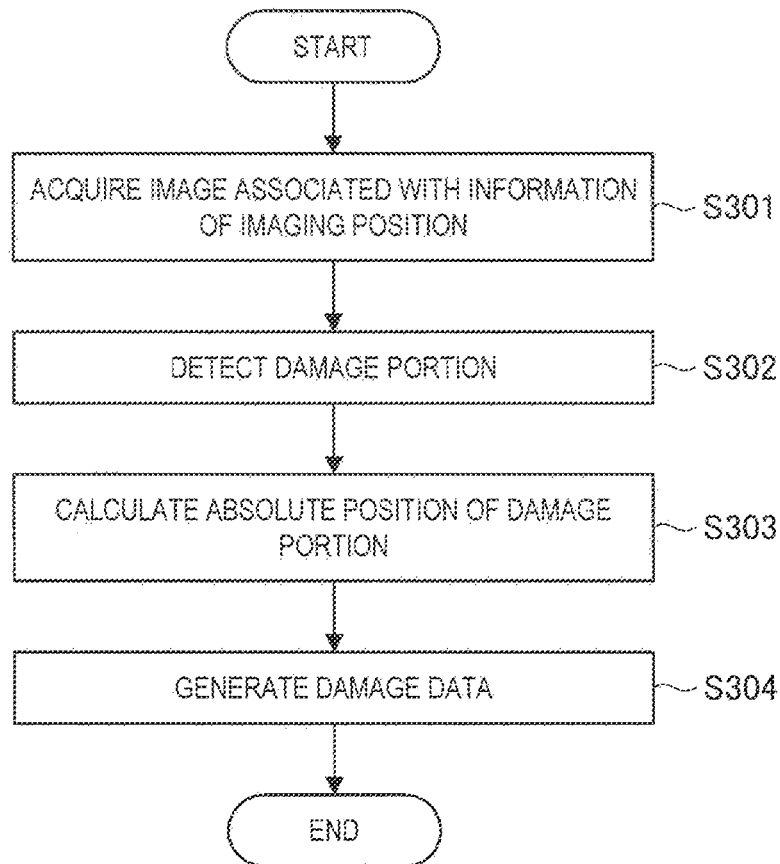 START
ACQUIRE IMAGE ASSOCIATED WITH INFORMATION
OF IMAGING POSITION
S301
DETECT DAMAGE PORTION
S302
CALCULATE ABSOLUTE POSITION OF DAMAGE
PORTION
S303
GENERATE DAMAGE DATA
S304
END